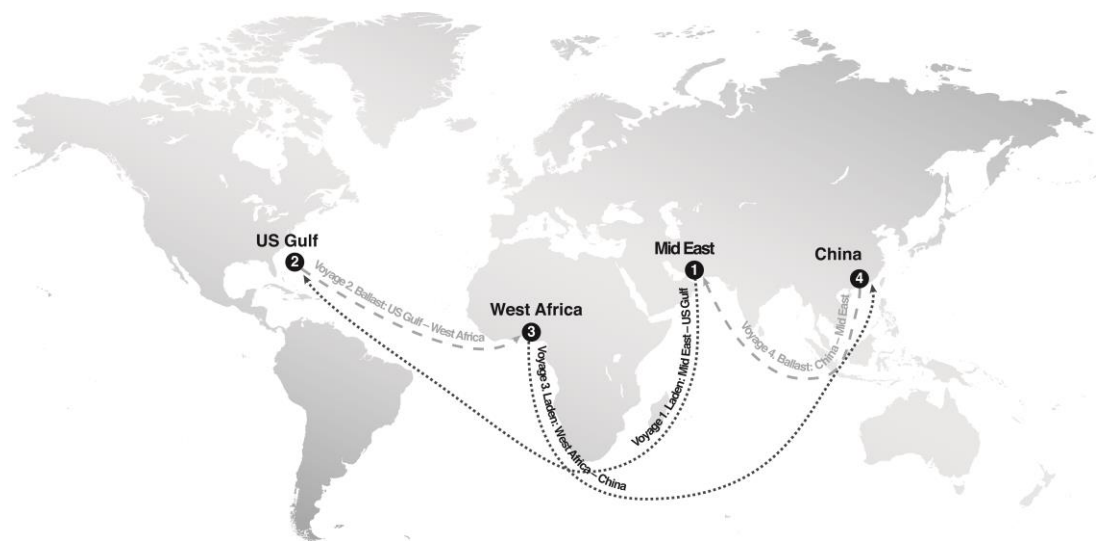 US Gulf
2
Voyage 2. Ballast: US Gulf – West Africa
West Africa
3
Voyage 3. Laden: West Africa – China
Mid East
1
Voyage 1. Laden: Mid East – US Gulf
China
4
Voyage 4. Ballast: China – Mid East